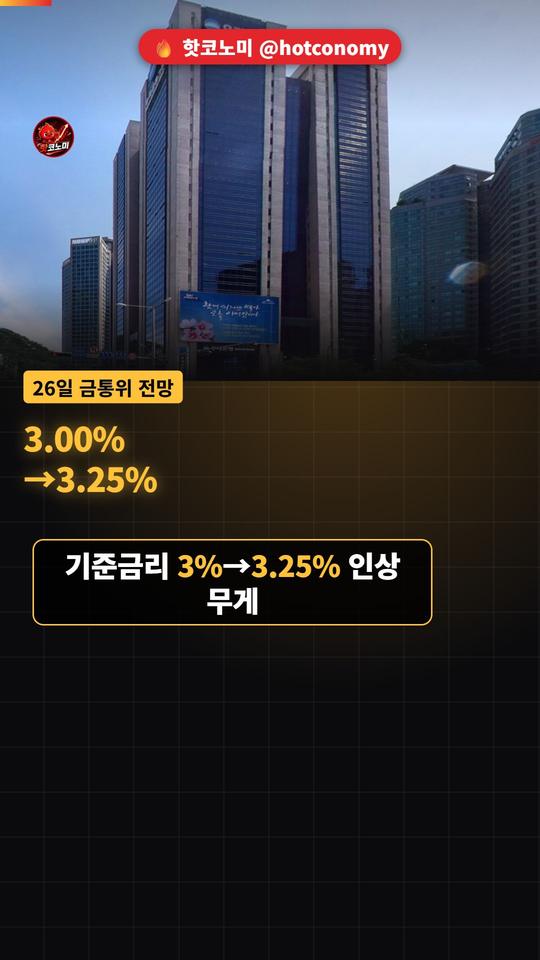 핫코노미 @hotconomy
핫코노미
26일 금통위 전망
3.00%
→3.25%
기준금리 3%→3.25% 인상
무게